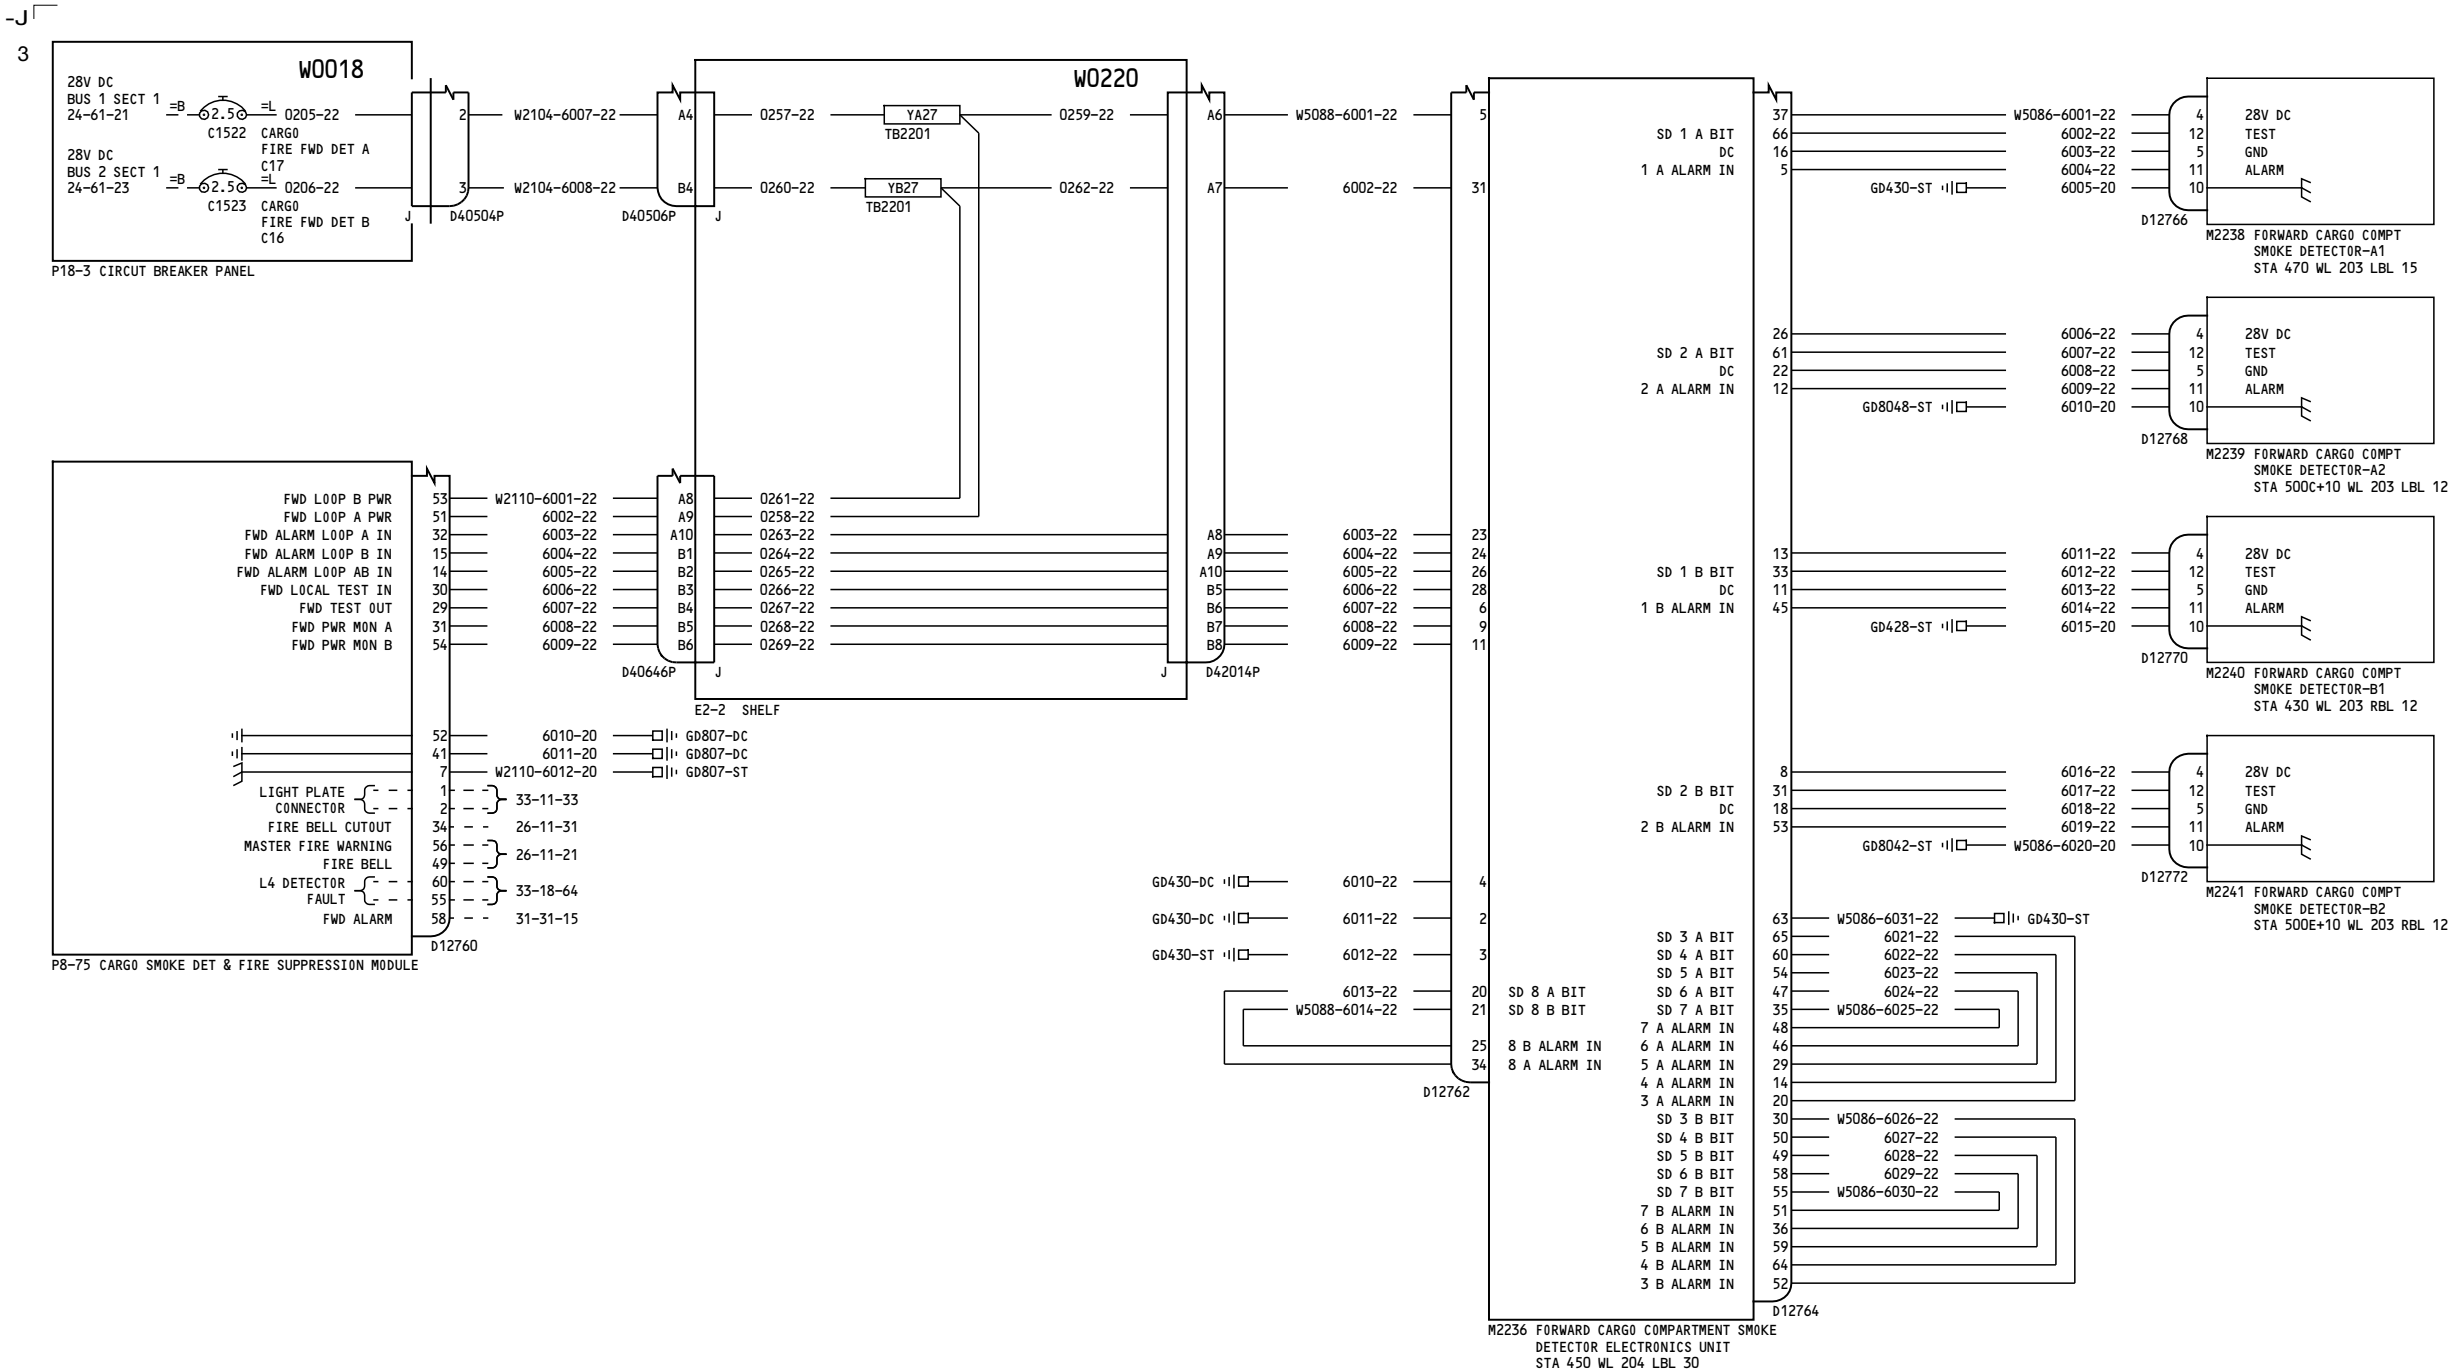 -J
3
W0018
28V DC
BUS 1 SECT 1
24-61-21
=B
2.5
=L
0205-22
C1522
CARGO
FIRE FWD DET A
C17
28V DC
BUS 2 SECT 1
24-61-23
=B
2.5
=L
0206-22
C1523
CARGO
FIRE FWD DET B
C16
J
P18-3 CIRCUT BREAKER PANEL
2 W2104-6007-22 A4
3 W2104-6008-22 B4
D40504P
D40506P
J
W0220
0257-22 YA27 0259-22 A6
TB2201
0260-22 YB27 0262-22 A7
TB2201
W5088-6001-22 5
6002-22 31
FWD LOOP B PWR 53 W2110-6001-22 A8 0261-22
FWD LOOP A PWR 51 6002-22 A9 0258-22
FWD ALARM LOOP A IN 32 6003-22 A10 0263-22 A8 6003-22 23
FWD ALARM LOOP B IN 15 6004-22 B1 0264-22 A9 6004-22 24
FWD ALARM LOOP AB IN 14 6005-22 B2 0265-22 A10 6005-22 26
FWD LOCAL TEST IN 30 6006-22 B3 0266-22 B5 6006-22 28
FWD TEST OUT 29 6007-22 B4 0267-22 B6 6007-22 6
FWD PWR MON A 31 6008-22 B5 0268-22 B7 6008-22 9
FWD PWR MON B 54 6009-22 B6 0269-22 B8 6009-22 11
D40646P J J D42014P
E2-2 SHELF
52 6010-20 GD807-DC
41 6011-20 GD807-DC
7 W2110-6012-20 GD807-ST
LIGHT PLATE
CONNECTOR
1
2
33-11-33
FIRE BELL CUTOUT 34 26-11-31
MASTER FIRE WARNING 56
FIRE BELL 49
26-11-21
L4 DETECTOR
FAULT
60
55
33-18-64
FWD ALARM 58 31-31-15
D12760
P8-75 CARGO SMOKE DET & FIRE SUPPRESSION MODULE
GD430-DC 6010-22 4
GD430-DC 6011-22 2
GD430-ST 6012-22 3
6013-22 20 SD 8 A BIT
W5088-6014-22 21 SD 8 B BIT
25 8 B ALARM IN
34 8 A ALARM IN
D12762
37 W5086-6001-22 4 28V DC
SD 1 A BIT 66 6002-22 12 TEST
DC 16 6003-22 5 GND
1 A ALARM IN 5 6004-22 11 ALARM
GD430-ST 6005-20 10
D12766
M2238 FORWARD CARGO COMPT
SMOKE DETECTOR-A1
STA 470 WL 203 LBL 15
26 6006-22 4 28V DC
SD 2 A BIT 61 6007-22 12 TEST
DC 22 6008-22 5 GND
2 A ALARM IN 12 6009-22 11 ALARM
GD8048-ST 6010-20 10
D12768
M2239 FORWARD CARGO COMPT
SMOKE DETECTOR-A2
STA 500C+10 WL 203 LBL 12
13 6011-22 4 28V DC
SD 1 B BIT 33 6012-22 12 TEST
DC 11 6013-22 5 GND
1 B ALARM IN 45 6014-22 11 ALARM
GD428-ST 6015-20 10
D12770
M2240 FORWARD CARGO COMPT
SMOKE DETECTOR-B1
STA 430 WL 203 RBL 12
8 6016-22 4 28V DC
SD 2 B BIT 31 6017-22 12 TEST
DC 18 6018-22 5 GND
2 B ALARM IN 53 6019-22 11 ALARM
GD8042-ST W5086-6020-20 10
D12772
M2241 FORWARD CARGO COMPT
SMOKE DETECTOR-B2
STA 500E+10 WL 203 RBL 12
63 W5086-6031-22 GD430-ST
SD 3 A BIT 65 6021-22
SD 4 A BIT 60 6022-22
SD 5 A BIT 54 6023-22
SD 6 A BIT 47 6024-22
SD 7 A BIT 35 W5086-6025-22
7 A ALARM IN 48
6 A ALARM IN 46
5 A ALARM IN 29
4 A ALARM IN 14
3 A ALARM IN 20
SD 3 B BIT 30 W5086-6026-22
SD 4 B BIT 50 6027-22
SD 5 B BIT 49 6028-22
SD 6 B BIT 58 6029-22
SD 7 B BIT 55 W5086-6030-22
7 B ALARM IN 51
6 B ALARM IN 36
5 B ALARM IN 59
4 B ALARM IN 64
3 B ALARM IN 52
D12764
M2236 FORWARD CARGO COMPARTMENT SMOKE
DETECTOR ELECTRONICS UNIT
STA 450 WL 204 LBL 30